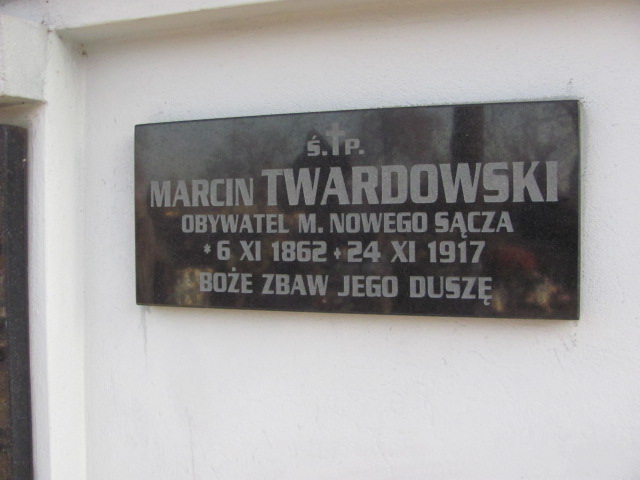 Ś. † P.
MARCIN TWARDOWSKI
OBYWATEL M. NOWEGO SĄCZA
* 6 XI 1862 + 24 XI 1917
BOŻE ZBAW JEGO DUSZĘ